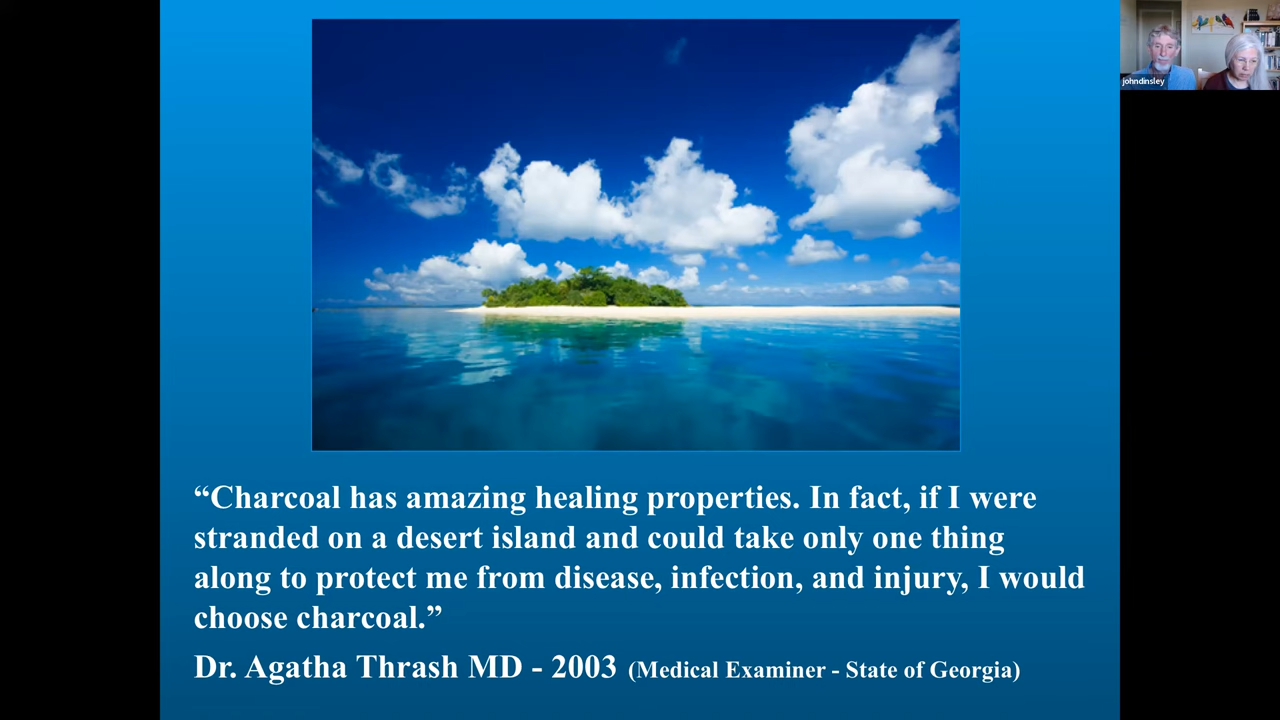 johndinsley
“Charcoal has amazing healing properties. In fact, if I were
stranded on a desert island and could take only one thing
along to protect me from disease, infection, and injury, I would
choose charcoal.”
Dr. Agatha Thrash MD - 2003 (Medical Examiner - State of Georgia)